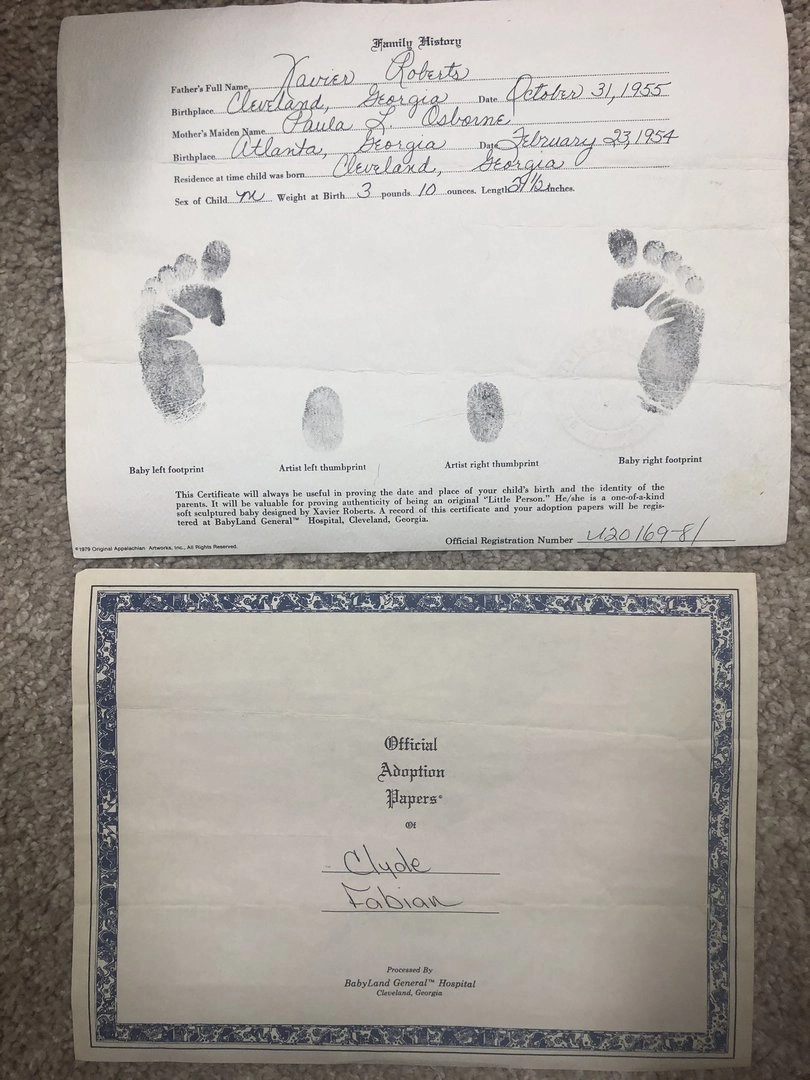 Family History
Father's Full Name, Xavier Roberts
Birthplace Cleveland, Georgia Date October 31, 1955
Mother's Maiden Name Paula L. Osborne
Birthplace Atlanta, Georgia Date February 23, 1954
Residence at time child was born Cleveland, Georgia
Sex of Child M Weight at Birth 3 pounds 10 ounces. Length 21 1/2 inches.
Baby left footprint Artist left thumbprint Artist right thumbprint Baby right footprint
This Certificate will always be useful in proving the date and place of your child's birth and the identity of the
parents. It will be valuable for proving authenticity of being an original "Little Person." He/she is a one-of-a-kind
soft sculptured baby designed by Xavier Roberts. A record of this certificate and your adoption papers will be regis-
tered at BabyLand General™ Hospital, Cleveland, Georgia.
Official Registration Number U20169-81
©1979 Original Appalachian Artworks, Inc., All Rights Reserved.
Official
Adoption
Papers®
Of
Clyde
Fabian
Processed By
BabyLand General™ Hospital
Cleveland, Georgia